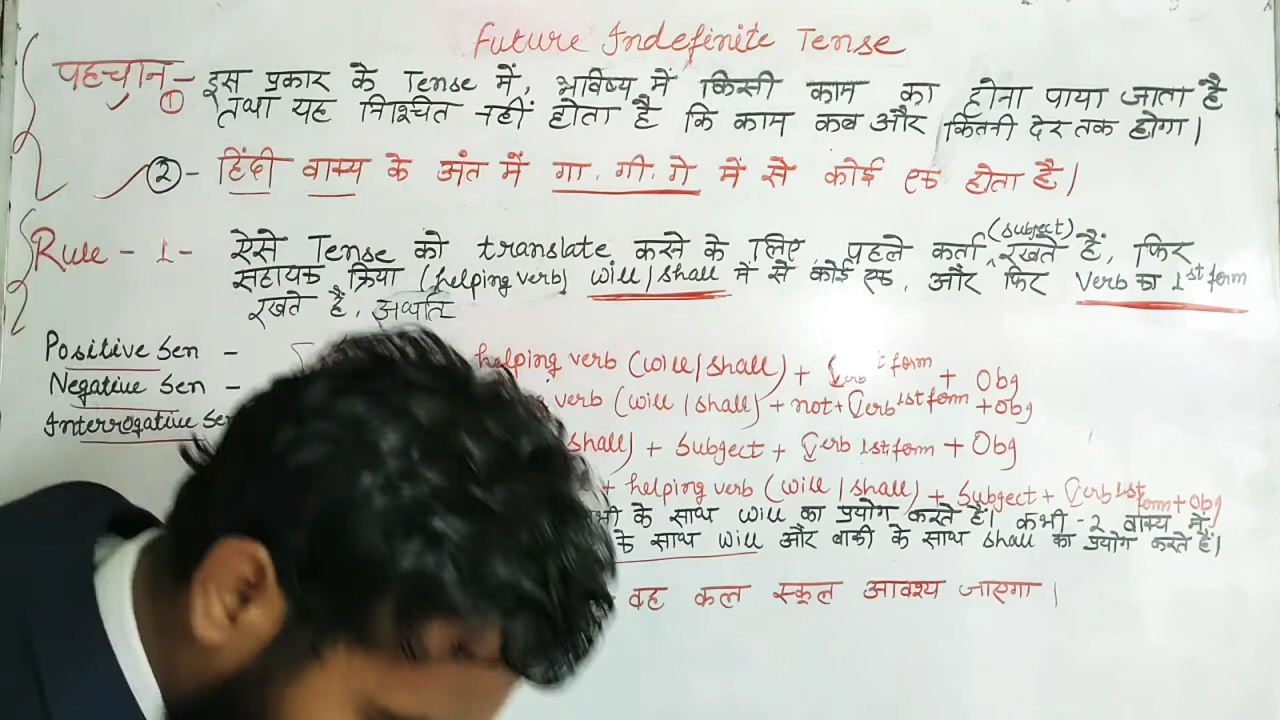 Future Indefinite Tense
पहचान - ① इस प्रकार के Tense में, भविष्य में किसी काम का होना पाया जाता है
तथा यह निश्चित नहीं होता है कि काम कब और कितनी देर तक होगा।
② - हिंदी वाक्य के अंत में गा. गी. गे में से कोई एक होता है।
Rule - 1 - ऐसे Tense को translate करने के लिए पहले कर्ता (subject) रखते हैं, फिर
सहायक क्रिया (helping verb) will/shall में से कोई एक, और फिर Verb का 1st form
रखते है, अर्थात
Positive Sen - helping verb (will/shall) + form + Obj
Negative Sen - verb (will/shall) + not + Verb 1st form + Obj
Interrogative Sen shall) + Subject + Verb 1st form + Obj
+ helping verb (will/shall) + Subject + Verb 1st form + Obj
के साथ will का प्रयोग करते हैं। कभी-2 वाक्य में
के साथ will और बाकी के साथ shall का प्रयोग करते हैं।
वह कल स्कूल आवश्य जाएगा।